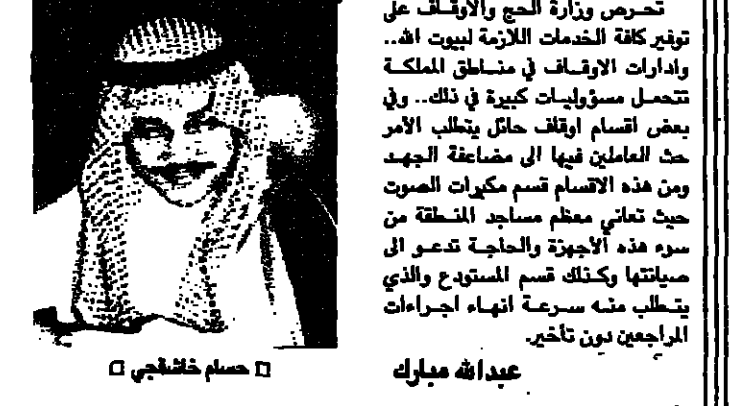 تحرص وزارة الحج والاوقاف على
توفير كافة الخدمات اللازمة لبيوت الله..
وادارات الاوقاف في مناطق المملكة
تتحمل مسؤوليات كبيرة في ذلك.. وفي
بعض اقسام اوقاف حائل يتطلب الأمر
حث العاملين فيها الى مضاعفة الجهد
ومن هذه الاقسام قسم مكبرات الصوت
حيث تعاني معظم مساجد المنطقة من
سوء هذه الأجهزة والحاجة تدعو الى
صيانتها وكذلك قسم المستودع والذي
يتطلب منه سرعة انهاء اجراءات
المراجعين دون تأخير.
عبدالله مبارك
□ حسام خاشقجي □